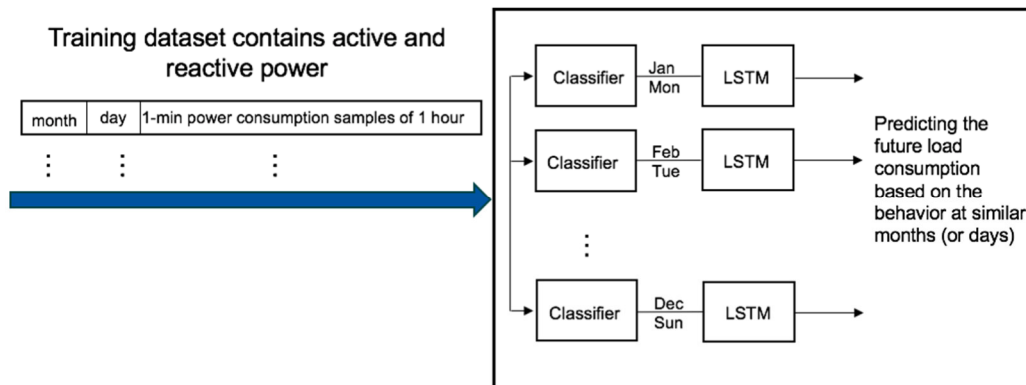 Training dataset contains active and
reactive power
month day 1-min power consumption samples of 1 hour
Classifier Jan Mon LSTM
Classifier Feb Tue LSTM
Classifier Dec Sun LSTM
Predicting the
future load
consumption
based on the
behavior at similar
months (or days)